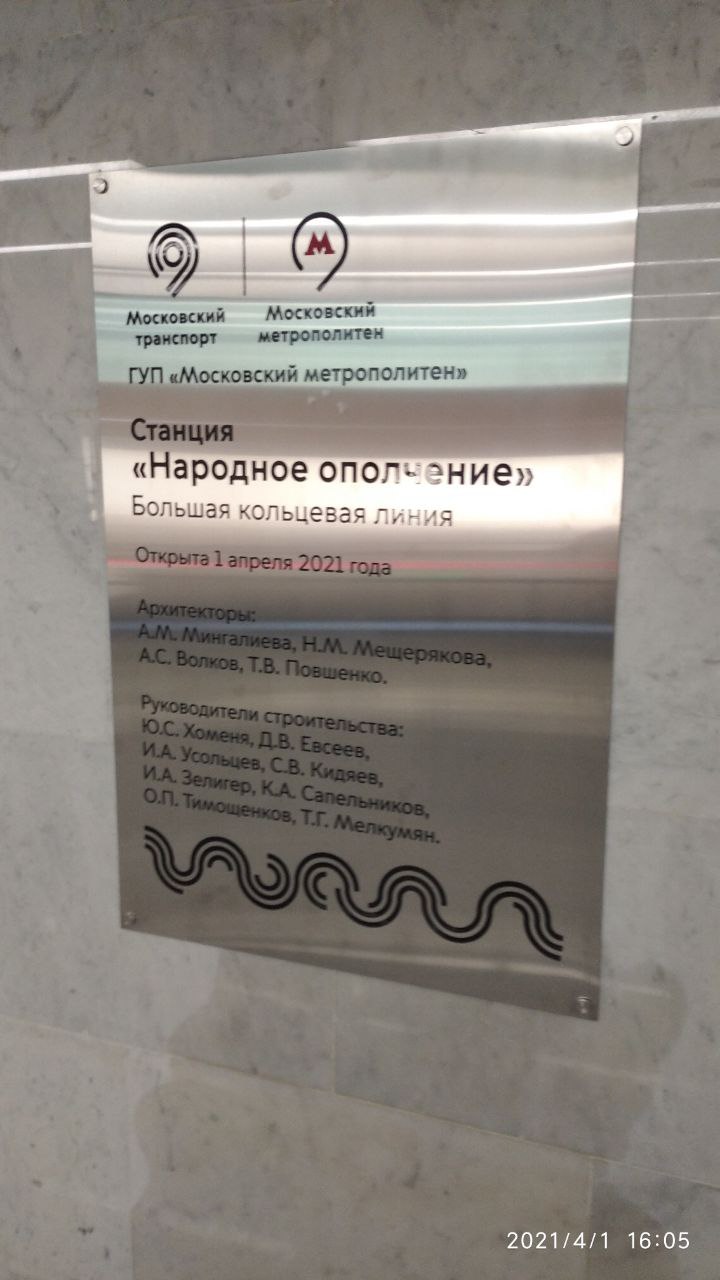 Московский
транспорт
М
Московский
метрополитен
ГУП «Московский метрополитен»
Станция
«Народное ополчение»
Большая кольцевая линия
Открыта 1 апреля 2021 года
Архитекторы:
А.М. Мингалиева, Н.М. Мещерякова,
А.С. Волков, Т.В. Повшенко.
Руководители строительства:
Ю.С. Хоменя, Д.В. Евсеев,
И.А. Усольцев, С.В. Кидяев,
И.А. Зелигер, К.А. Сапельников,
О.П. Тимощенков, Т.Г. Мелкумян.
2021/4/1 16:05